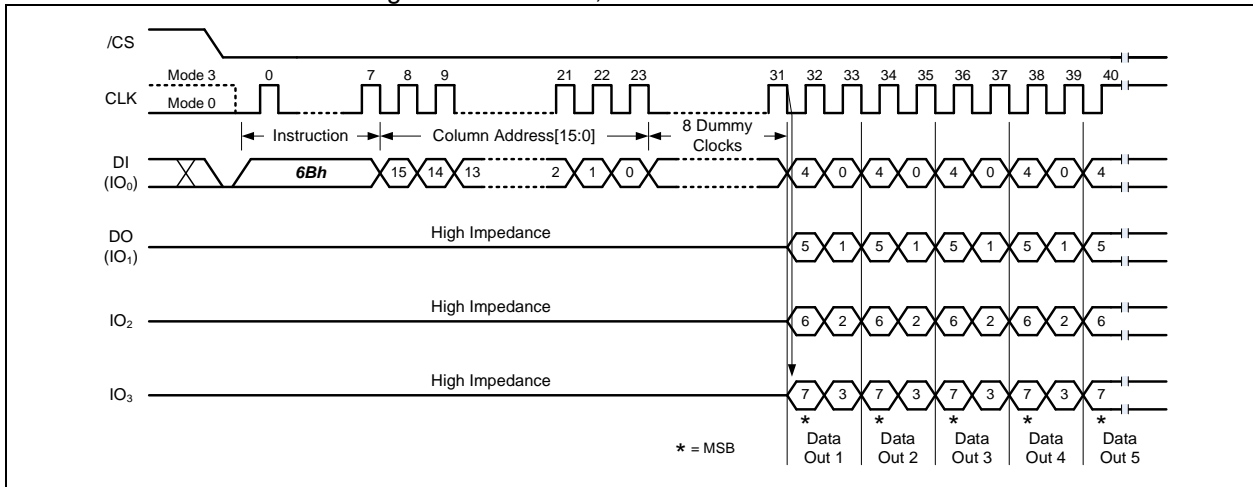 /CS
Mode 3 0 7 8 9 21 22 23 31 32 33 34 35 36 37 38 39 40
CLK Mode 0
Instruction Column Address[15:0] 8 Dummy
Clocks
DI
(IO0) 6Bh 15 14 13 2 1 0 4 0 4 0 4 0 4 0 4
DO High Impedance
(IO1) 5 1 5 1 5 1 5 1 5
High Impedance
IO2 6 2 6 2 6 2 6 2 6
High Impedance
IO3 7 3 7 3 7 3 7 3 7
* * * * *
* = MSB Data Data Data Data Data
Out 1 Out 2 Out 3 Out 4 Out 5